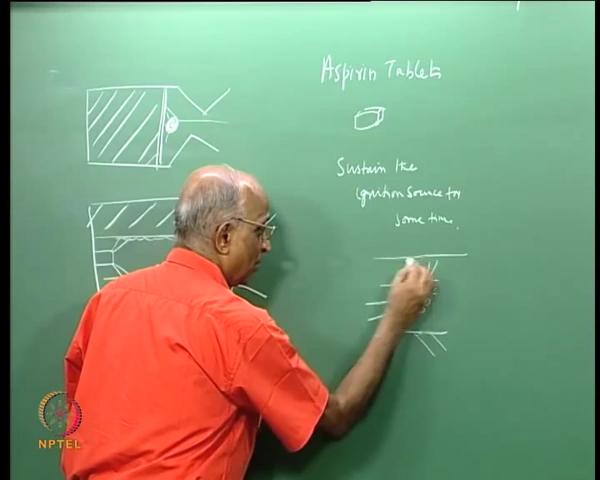 Aspirin Tablets
Sustain the
ignition source for
some time.
NPTEL